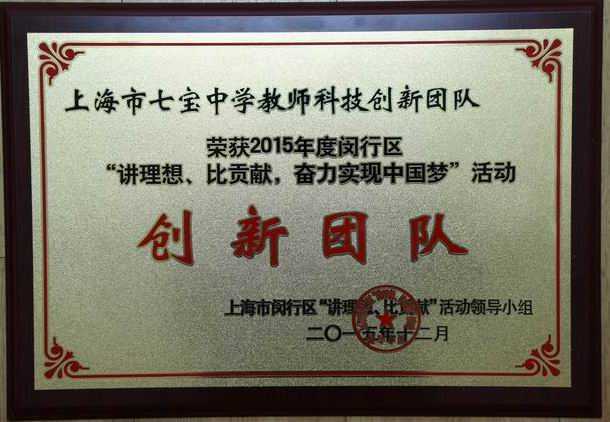 上海市七宝中学教师科技创新团队
荣获2015年度闵行区
“讲理想、比贡献，奋力实现中国梦”活动
创新团队
上海市闵行区“讲理想、比贡献”活动领导小组
二〇一五年十二月